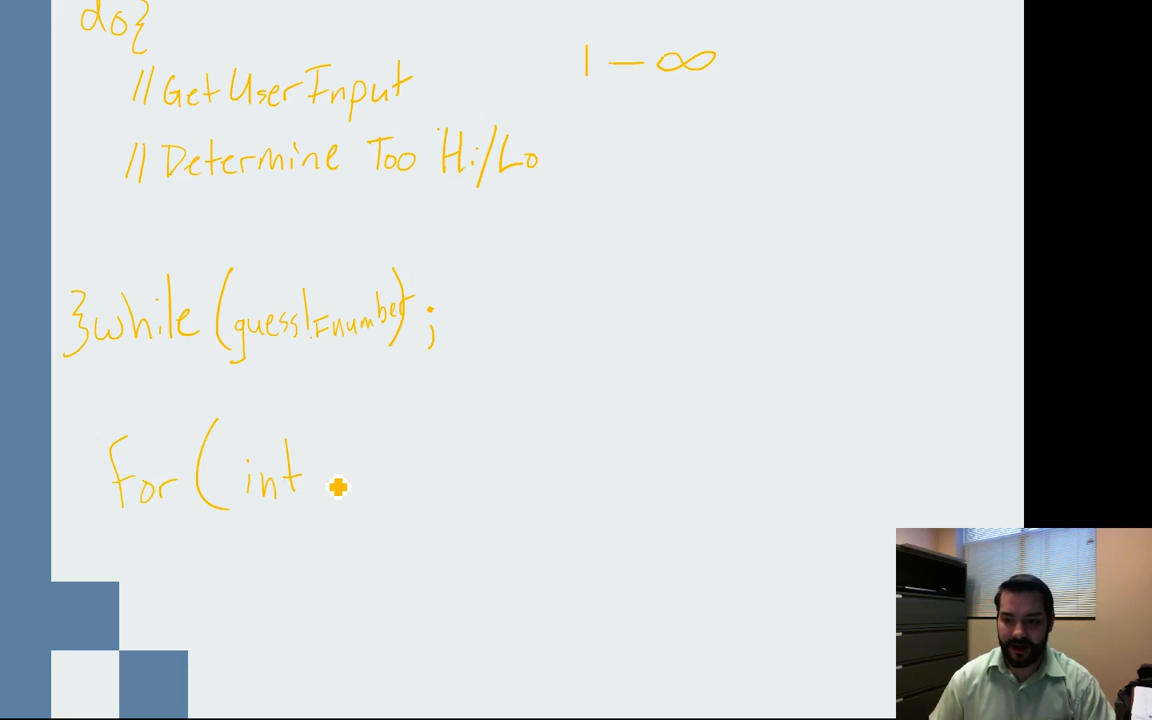 do{
1 - ∞
//Get User Input
//Determine Too Hi/Lo
}while (guess!=number);
For ( int